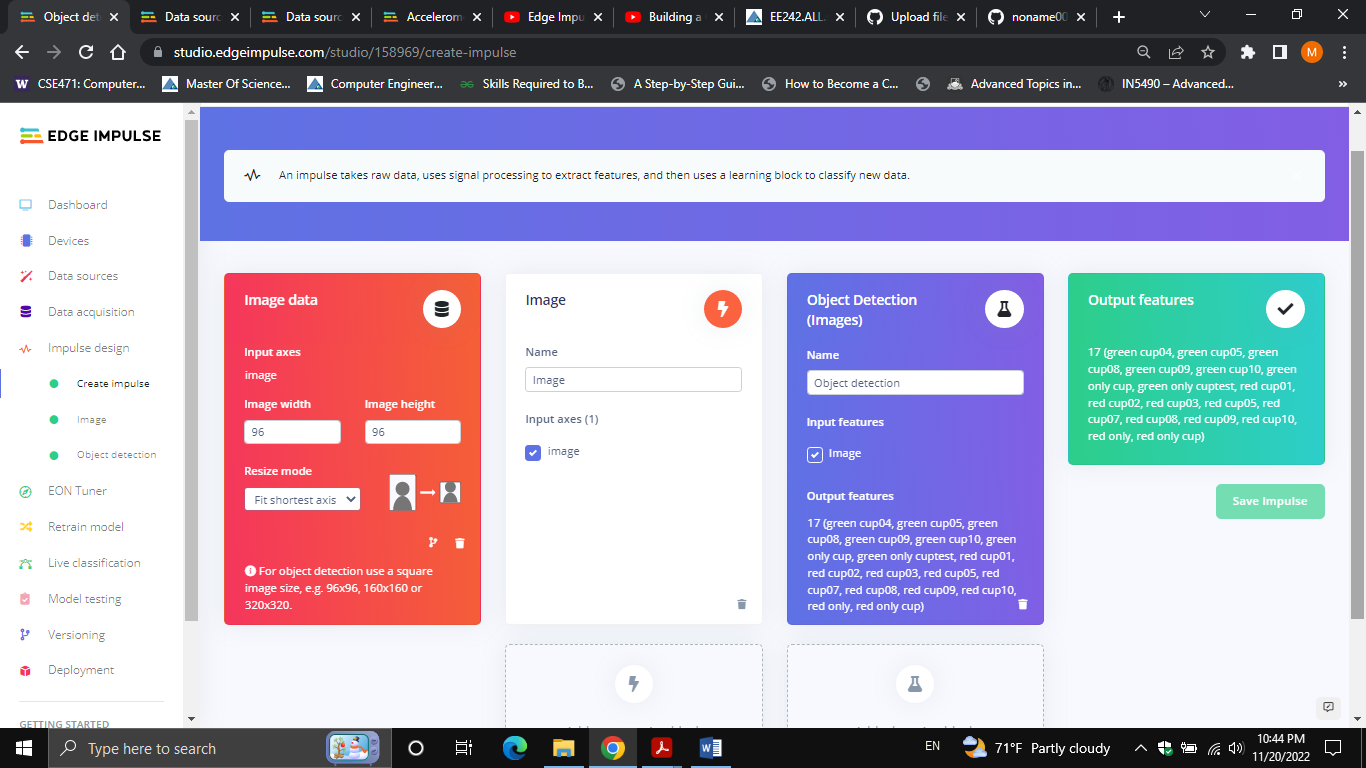 Object det
Data sourc
Data sourc
Accelerom
Edge Impu
Building a
EE242.ALL.
Upload file
noname00
studio.edgeimpulse.com/studio/158969/create-impulse
M
W CSE471: Computer...
Master Of Science...
Computer Engineer...
Skills Required to B...
A Step-by-Step Gui...
How to Become a C...
Advanced Topics in...
IN5490 – Advanced...
»
EDGE IMPULSE
An impulse takes raw data, uses signal processing to extract features, and then uses a learning block to classify new data.
Dashboard
Devices
Data sources
Data acquisition
Impulse design
Create impulse
Image
Object detection
EON Tuner
Retrain model
Live classification
Model testing
Versioning
Deployment
GETTING STARTED
Image data
Input axes
image
Image width
Image height
96
96
Resize mode
Fit shortest axis
For object detection use a square
image size, e.g. 96x96, 160x160 or
320x320.
Image
Name
Image
Input axes (1)
image
Object Detection
(Images)
Name
Object detection
Input features
Image
Output features
17 (green cup04, green cup05, green
cup08, green cup09, green cup10, green
only cup, green only cuptest, red cup01,
red cup02, red cup03, red cup05, red
cup07, red cup08, red cup09, red cup10,
red only, red only cup)
Output features
17 (green cup04, green cup05, green
cup08, green cup09, green cup10, green
only cup, green only cuptest, red cup01,
red cup02, red cup03, red cup05, red
cup07, red cup08, red cup09, red cup10,
red only, red only cup)
Save Impulse
Type here to search
EN
71°F Partly cloudy
10:44 PM
11/20/2022